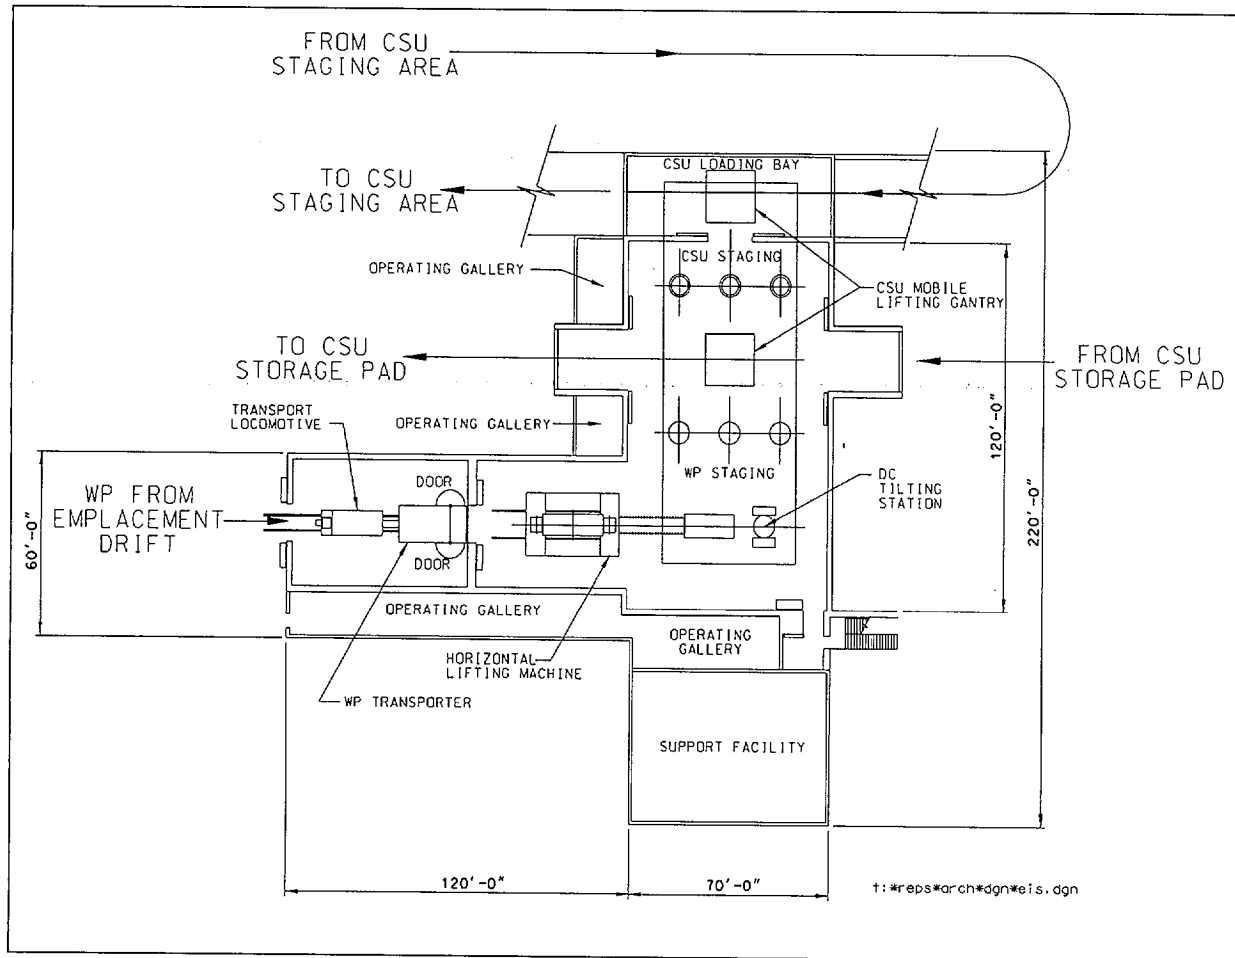 FROM CSU
STAGING AREA
CSU LOADING BAY
TO CSU
STAGING AREA
CSU STAGING
OPERATING GALLERY
CSU MOBILE
LIFTING GANTRY
TO CSU
STORAGE PAD
FROM CSU
STORAGE PAD
TRANSPORT
LOCOMOTIVE
OPERATING GALLERY
120'-0"
WP STAGING
DC
TILTING
STATION
DOOR
WP FROM
EMPLACEMENT
DRIFT
220'-0"
60'-0"
DOOR
OPERATING GALLERY
OPERATING
GALLERY
HORIZONTAL
LIFTING MACHINE
WP TRANSPORTER
SUPPORT FACILITY
120'-0"
70'-0"
t:*reps*arch*dgn*eis.dgn